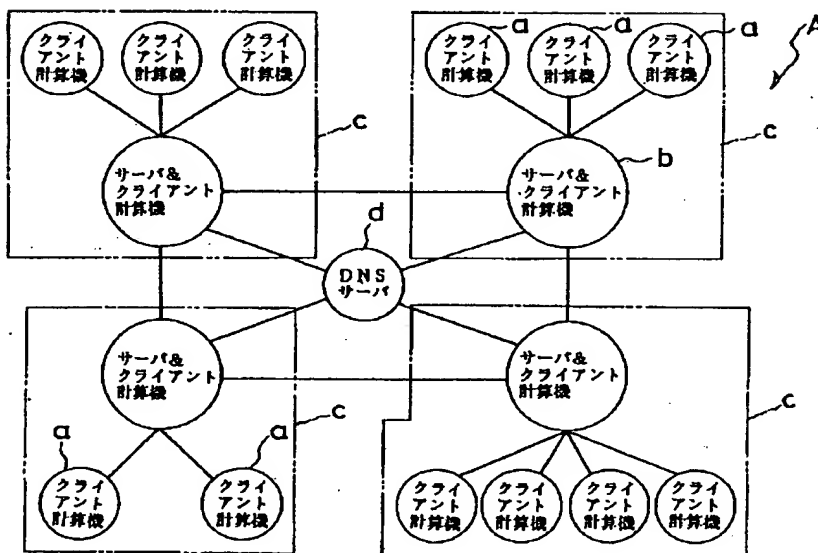 クライ
アント
計算機
クライ
アント
計算機
クライ
アント
計算機
サーバ&
クライアント
計算機
c
a
クライ
アント
計算機
a
クライ
アント
計算機
a
クライ
アント
計算機
A
c
b
サーバ&
クライアント
計算機
d
DNS
サーバ
サーバ&
クライアント
計算機
c
a
クライ
アント
計算機
a
クライ
アント
計算機
サーバ&
クライアント
計算機
c
クライ
アント
計算機
クライ
アント
計算機
クライ
アント
計算機
クライ
アント
計算機